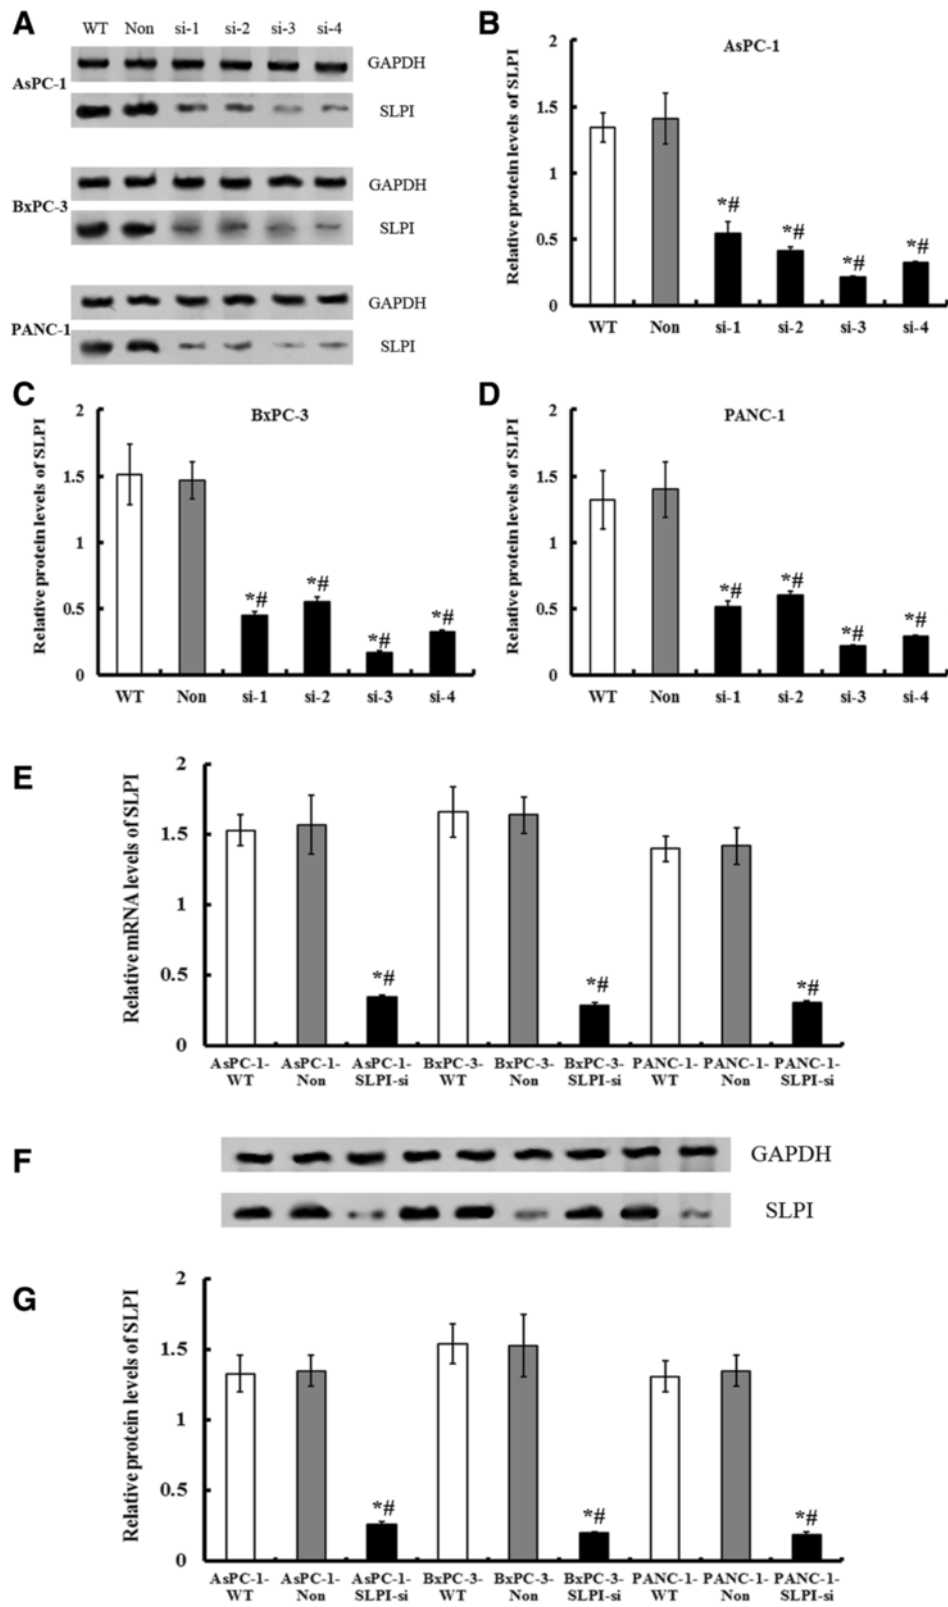 A
WT Non si-1 si-2 si-3 si-4
GAPDH
AsPC-1
SLPI
GAPDH
BxPC-3
SLPI
GAPDH
PANC-1
SLPI
B
AsPC-1
Relative protein levels of SLPI
2
1.5
1
0.5
0
*# *# *# *#
WT Non si-1 si-2 si-3 si-4
C
BxPC-3
Relative protein levels of SLPI
2
1.5
1
0.5
0
*# *# *# *#
WT Non si-1 si-2 si-3 si-4
D
PANC-1
Relative protein levels of SLPI
2
1.5
1
0.5
0
*# *# *# *#
WT Non si-1 si-2 si-3 si-4
E
Relative mRNA levels of SLPI
2
1.5
1
0.5
0
*# *# *#
AsPC-1- AsPC-1- AsPC-1- BxPC-3- BxPC-3- BxPC-3- PANC-1- PANC-1- PANC-1-
WT Non SLPI-si WT Non SLPI-si WT Non SLPI-si
F
GAPDH
SLPI
G
Relative protein levels of SLPI
2
1.5
1
0.5
0
*# *# *#
AsPC-1- AsPC-1- AsPC-1- BxPC-3- BxPC-3- BxPC-3- PANC-1- PANC-1- PANC-1-
WT Non SLPI-si WT Non SLPI-si WT Non SLPI-si